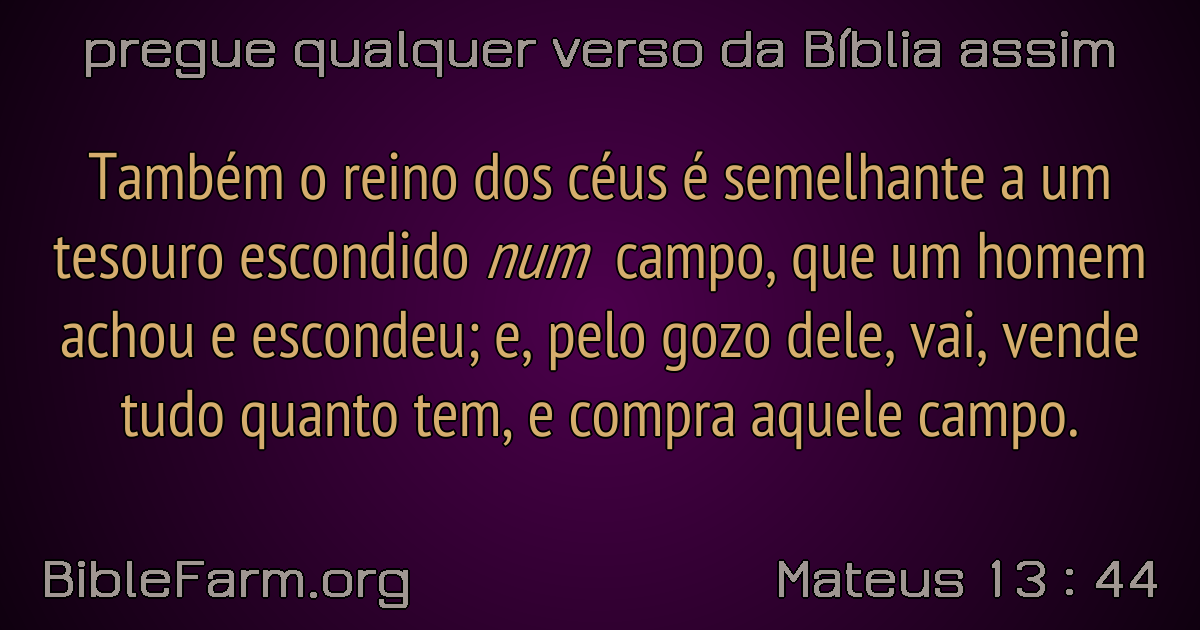 pregue qualquer verso da Bíblia assim
Também o reino dos céus é semelhante a um
tesouro escondido num campo, que um homem
achou e escondeu; e, pelo gozo dele, vai, vende
tudo quanto tem, e compra aquele campo.
BibleFarm.org
Mateus 13 : 44